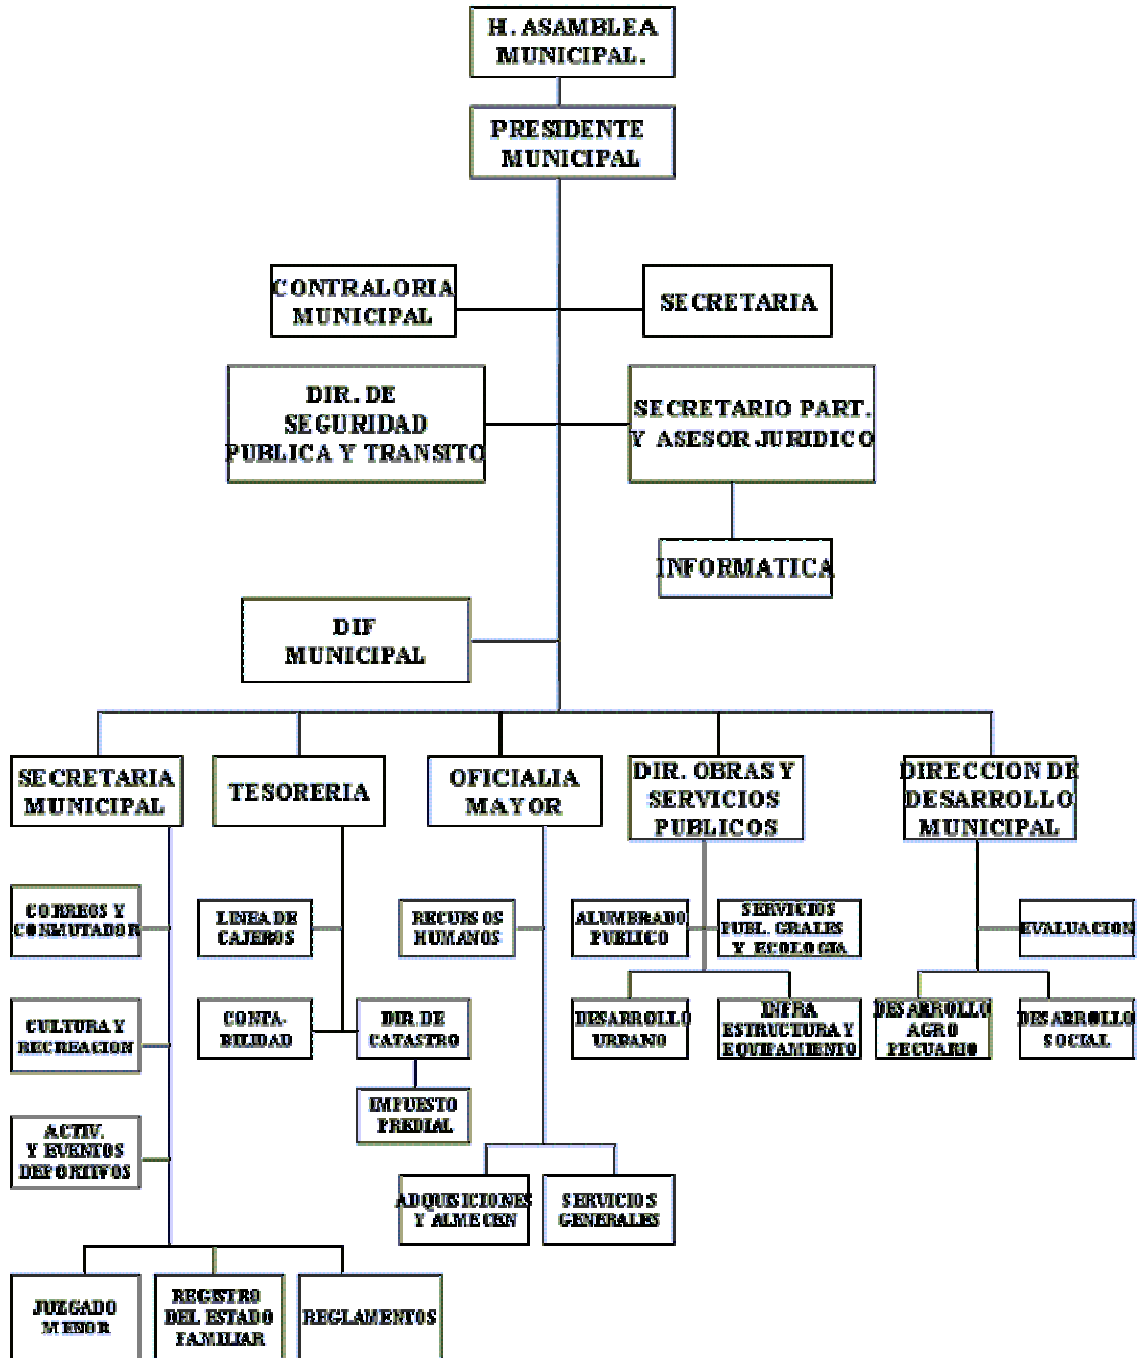 H. ASAMBLEA
MUNICIPAL.
PRESIDENTE
MUNICIPAL
CONTRALORIA
MUNICIPAL
SECRETARIA
DIR. DE
SEGURIDAD
PUBLICA Y TRANSITO
SECRETARIO PART.
Y ASESOR JURIDICO
INFORMATICA
DIF
MUNICIPAL
SECRETARIA
MUNICIPAL
TESORERIA
OFICIALIA
MAYOR
DIR. OBRAS Y
SERVICIOS
PUBLICOS
DIRECCION DE
DESARROLLO
MUNICIPAL
CORREOS Y
CONMUTADOR
LINEA DE
CAJEROS
RECURSOS
HUMANOS
ALUMBRADO
PUBLICO
SERVICIOS
PUBL. GRALES
Y ECOLOGIA
EVALUACION
CULTURA Y
RECREACION
CONTA-
BILIDAD
DIR. DE
CATASTRO
DESARROLLO
URBANO
INFRA
ESTRUCTURA Y
EQUIPAMIENTO
DESARROLLO
AGRO
PECUARIO
DESARROLLO
SOCIAL
IMPUESTO
PREDIAL
ACTIV.
Y EVENTOS
DEPORTIVOS
ADQUISICIONES
Y ALMECEN
SERVICIOS
GENERALES
JUZGADO
MENOR
REGISTRO
DEL ESTADO
FAMILIAR
REGLAMENTOS